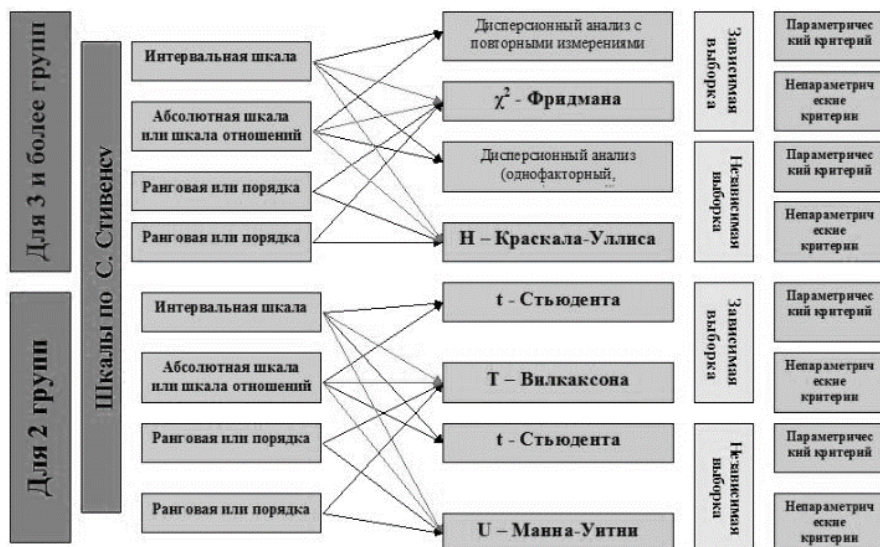 Для 3 и более групп
Для 2 групп
Шкалы по С. Стивенсу
Интервальная шкала
Абсолютная шкала
или шкала отношений
Ранговая или порядка
Ранговая или порядка
Интервальная шкала
Абсолютная шкала
или шкала отношений
Ранговая или порядка
Ранговая или порядка
Дисперсионный анализ с
повторными измерениями
χ² - Фридмана
Дисперсионный анализ
(однофакторный,
Н – Краскала-Уллиса
t - Стьюдента
Т – Вилкаксона
t - Стьюдента
U – Манна-Уитни
Зависимая
выборка
Независимая
выборка
Зависимая
выборка
Независимая
выборка
Параметричес
кий критерий
Непараметрич
еские
критерии
Параметричес
кий критерий
Непараметрич
еские
критерии
Параметричес
кий критерий
Непараметрич
еские
критерии
Параметричес
кий критерий
Непараметрич
еские
критерии